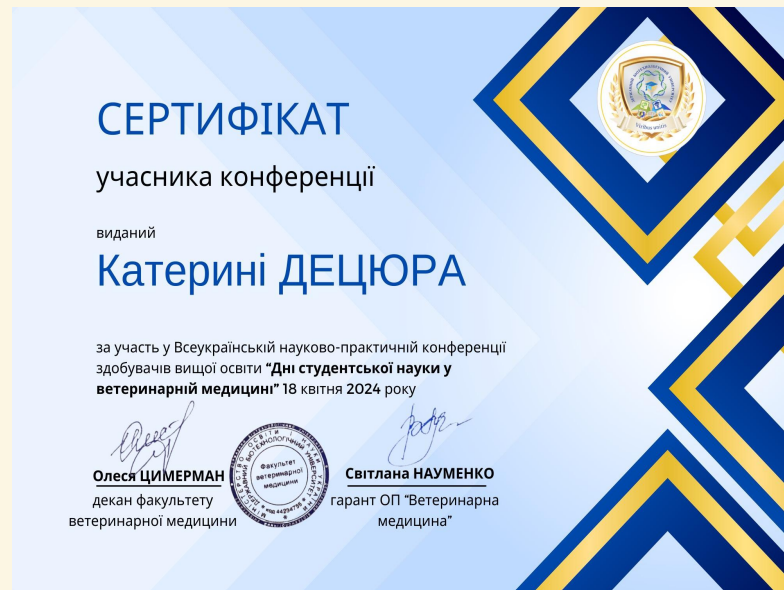 СЕРТИФІКАТ
учасника конференції
виданий
Катерині ДЕЦЮРА
за участь у Всеукраїнській науково-практичній конференції
здобувачів вищої освіти “Дні студентської науки у
ветеринарній медицині” 18 квітня 2024 року
Олеся ЦИМЕРМАН
декан факультету
ветеринарної медицини
Факультет
ветеринарної
медицини
Світлана НАУМЕНКО
гарант ОП “Ветеринарна
медицина”
Viribus unitis